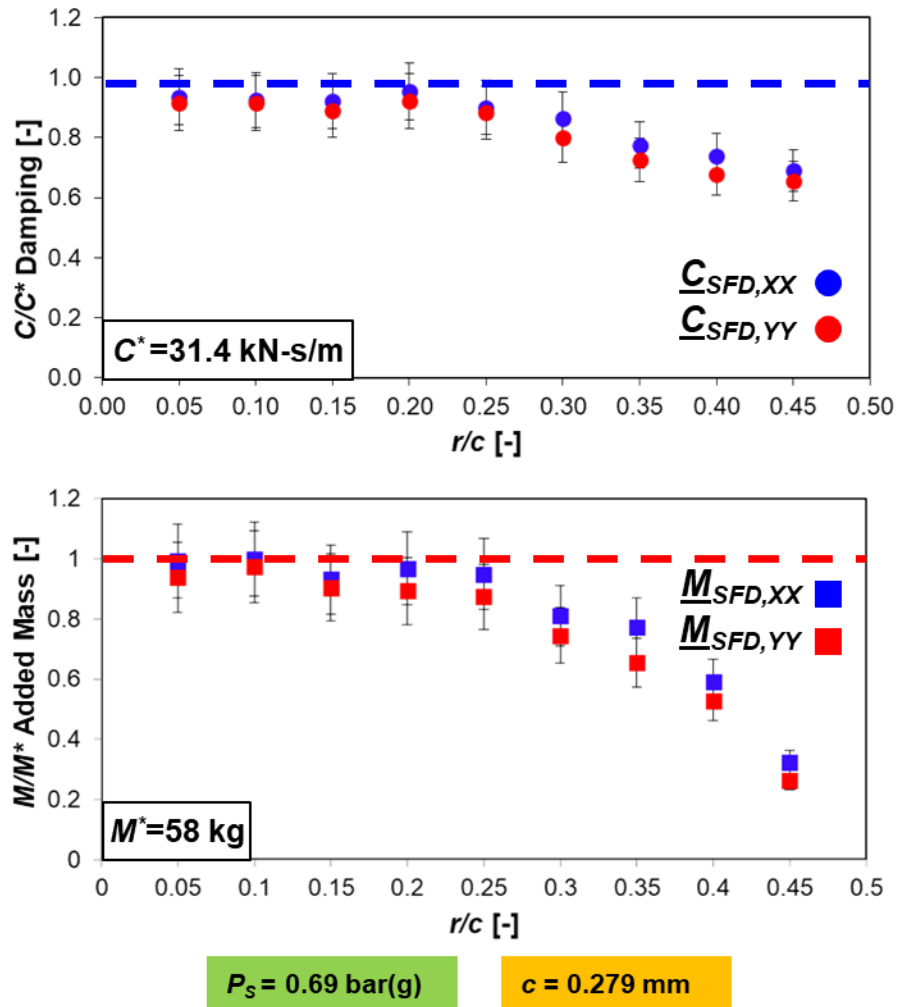 1.2
1.0
0.8
0.6
0.4
0.2
0.0
C/C* Damping [-]
C_SFD,XX
C_SFD,YY
C*=31.4 kN-s/m
0.00 0.05 0.10 0.15 0.20 0.25 0.30 0.35 0.40 0.45 0.50
r/c [-]
1.2
1
0.8
0.6
0.4
0.2
0
M/M* Added Mass [-]
M_SFD,XX
M_SFD,YY
M*=58 kg
0 0.05 0.1 0.15 0.2 0.25 0.3 0.35 0.4 0.45 0.5
r/c [-]
P_S = 0.69 bar(g)
c = 0.279 mm